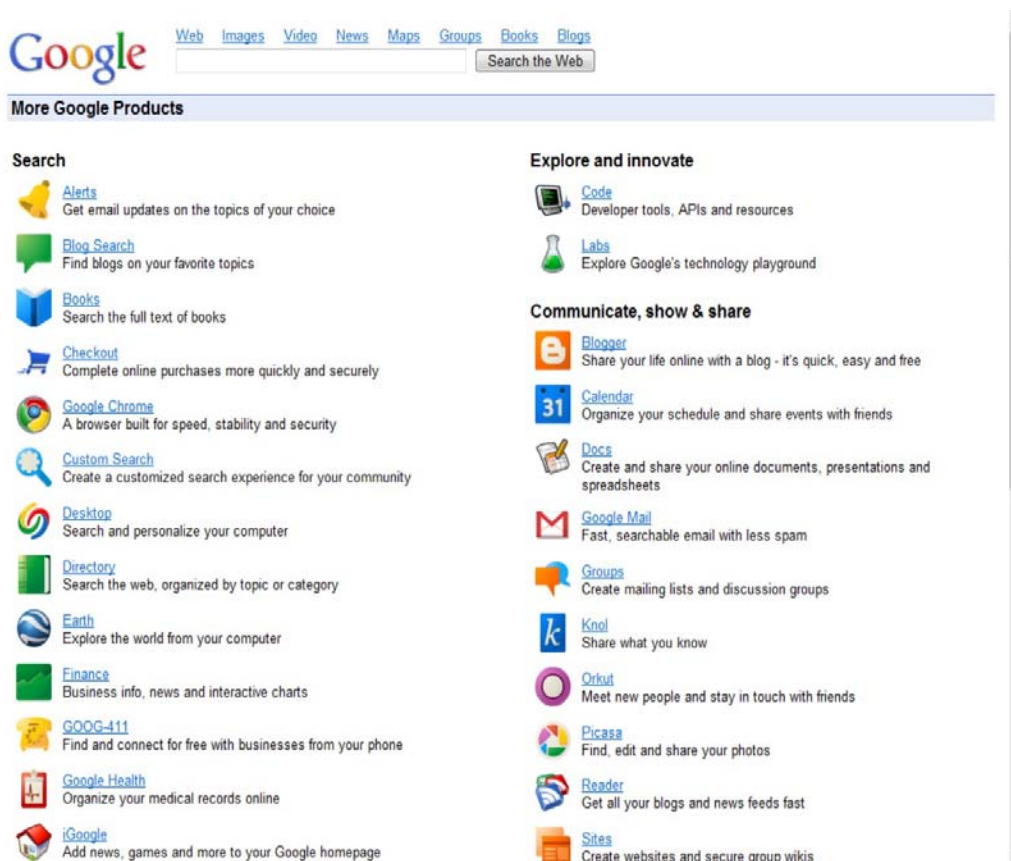 Google
Web Images Video News Maps Groups Books Blogs
Search the Web
More Google Products
Search
Alerts
Get email updates on the topics of your choice
Blog Search
Find blogs on your favorite topics
Books
Search the full text of books
Checkout
Complete online purchases more quickly and securely
Google Chrome
A browser built for speed, stability and security
Custom Search
Create a customized search experience for your community
Desktop
Search and personalize your computer
Directory
Search the web, organized by topic or category
Earth
Explore the world from your computer
Finance
Business info, news and interactive charts
GOOG-411
Find and connect for free with businesses from your phone
Google Health
Organize your medical records online
iGoogle
Add news, games and more to your Google homepage
Explore and innovate
Code
Developer tools, APIs and resources
Labs
Explore Google's technology playground
Communicate, show & share
Blogger
Share your life online with a blog - it's quick, easy and free
31
Calendar
Organize your schedule and share events with friends
Docs
Create and share your online documents, presentations and
spreadsheets
Google Mail
Fast, searchable email with less spam
Groups
Create mailing lists and discussion groups
k
Knol
Share what you know
Orkut
Meet new people and stay in touch with friends
Picasa
Find, edit and share your photos
Reader
Get all your blogs and news feeds fast
Sites
Create websites and secure group wikis